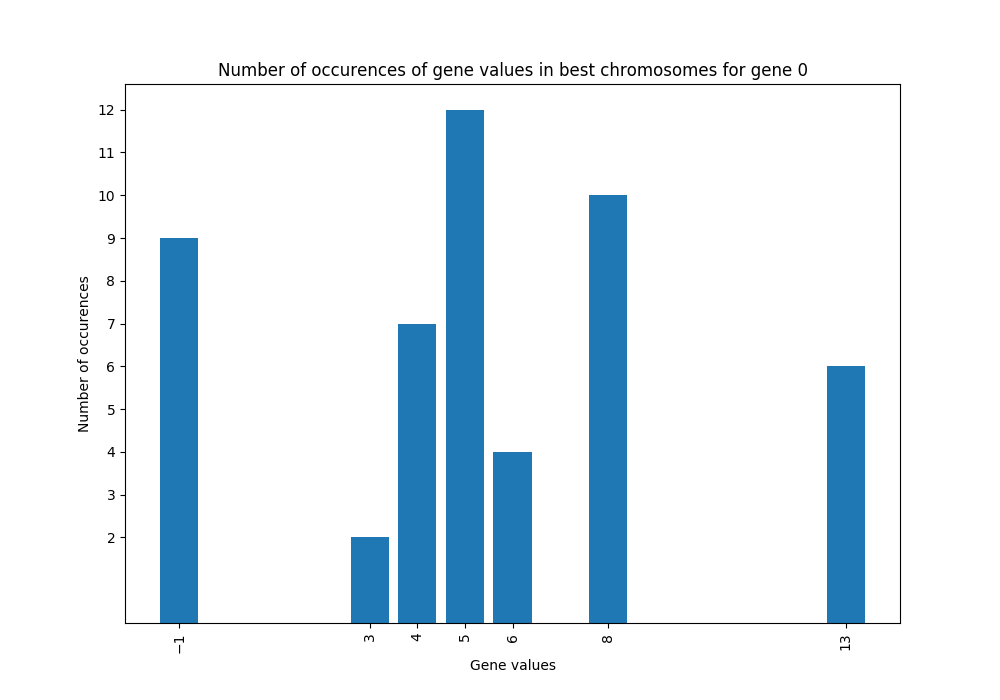 Number of occurences of gene values in best chromosomes for gene 0
12
11
10
9
8
7
6
5
4
3
2
Number of occurences
−1 3 4 5 6 8 13
Gene values